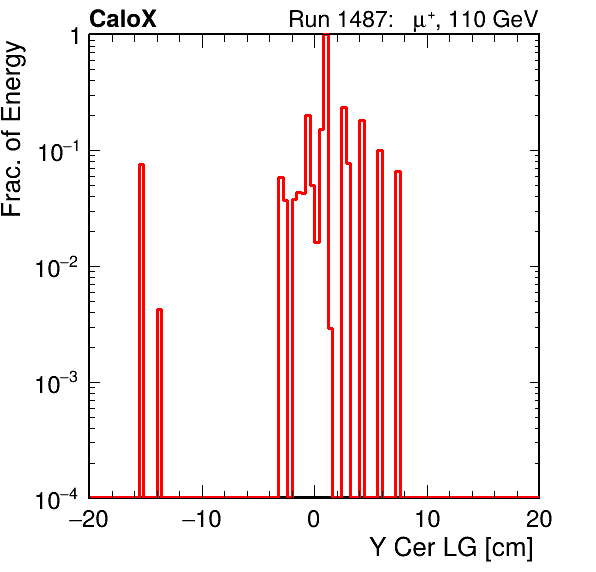 CaloX Run 1487: μ⁺, 110 GeV
Frac. of Energy
1
10⁻¹
10⁻²
10⁻³
10⁻⁴
−20 −10 0 10 20
Y Cer LG [cm]